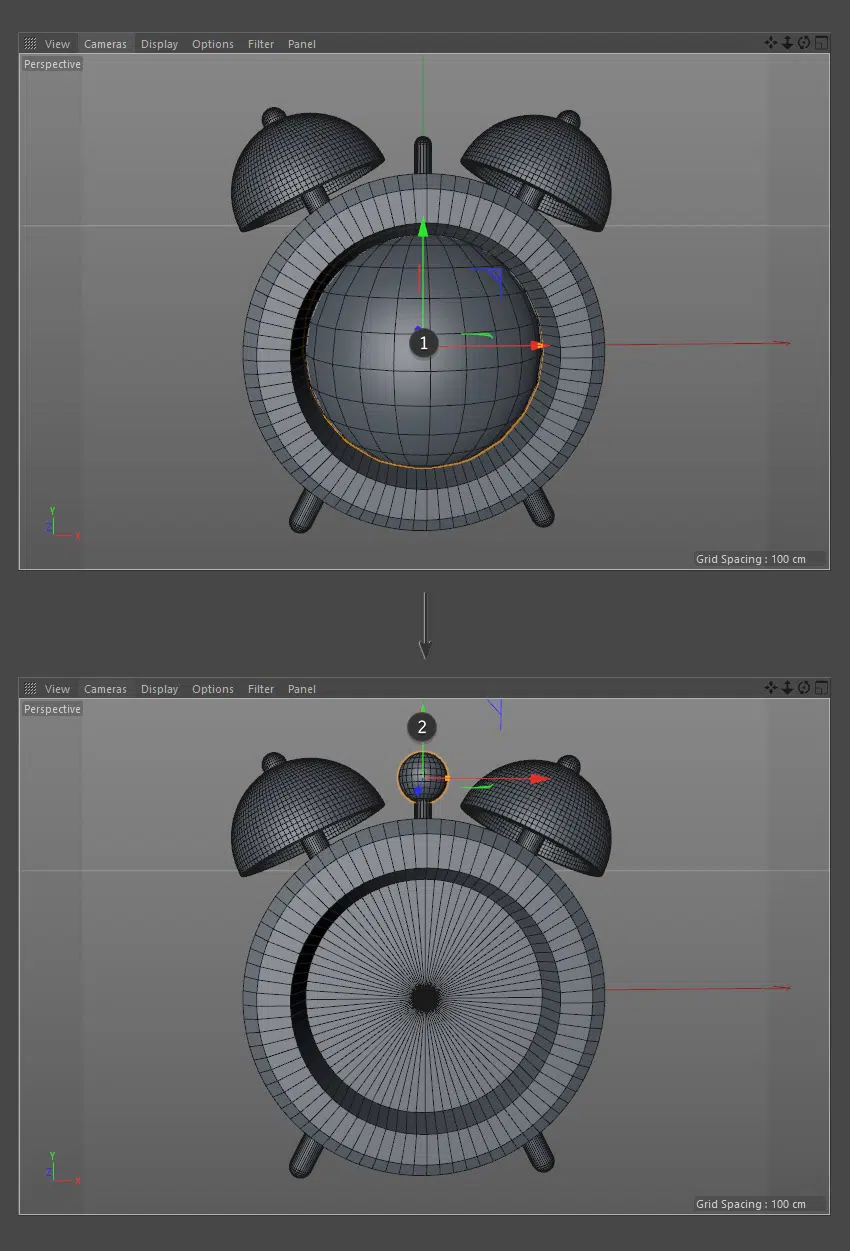 View Cameras Display Options Filter Panel
Perspective
1
Y
Z X
Grid Spacing : 100 cm
View Cameras Display Options Filter Panel
Perspective
2
Y
Z X
Grid Spacing : 100 cm